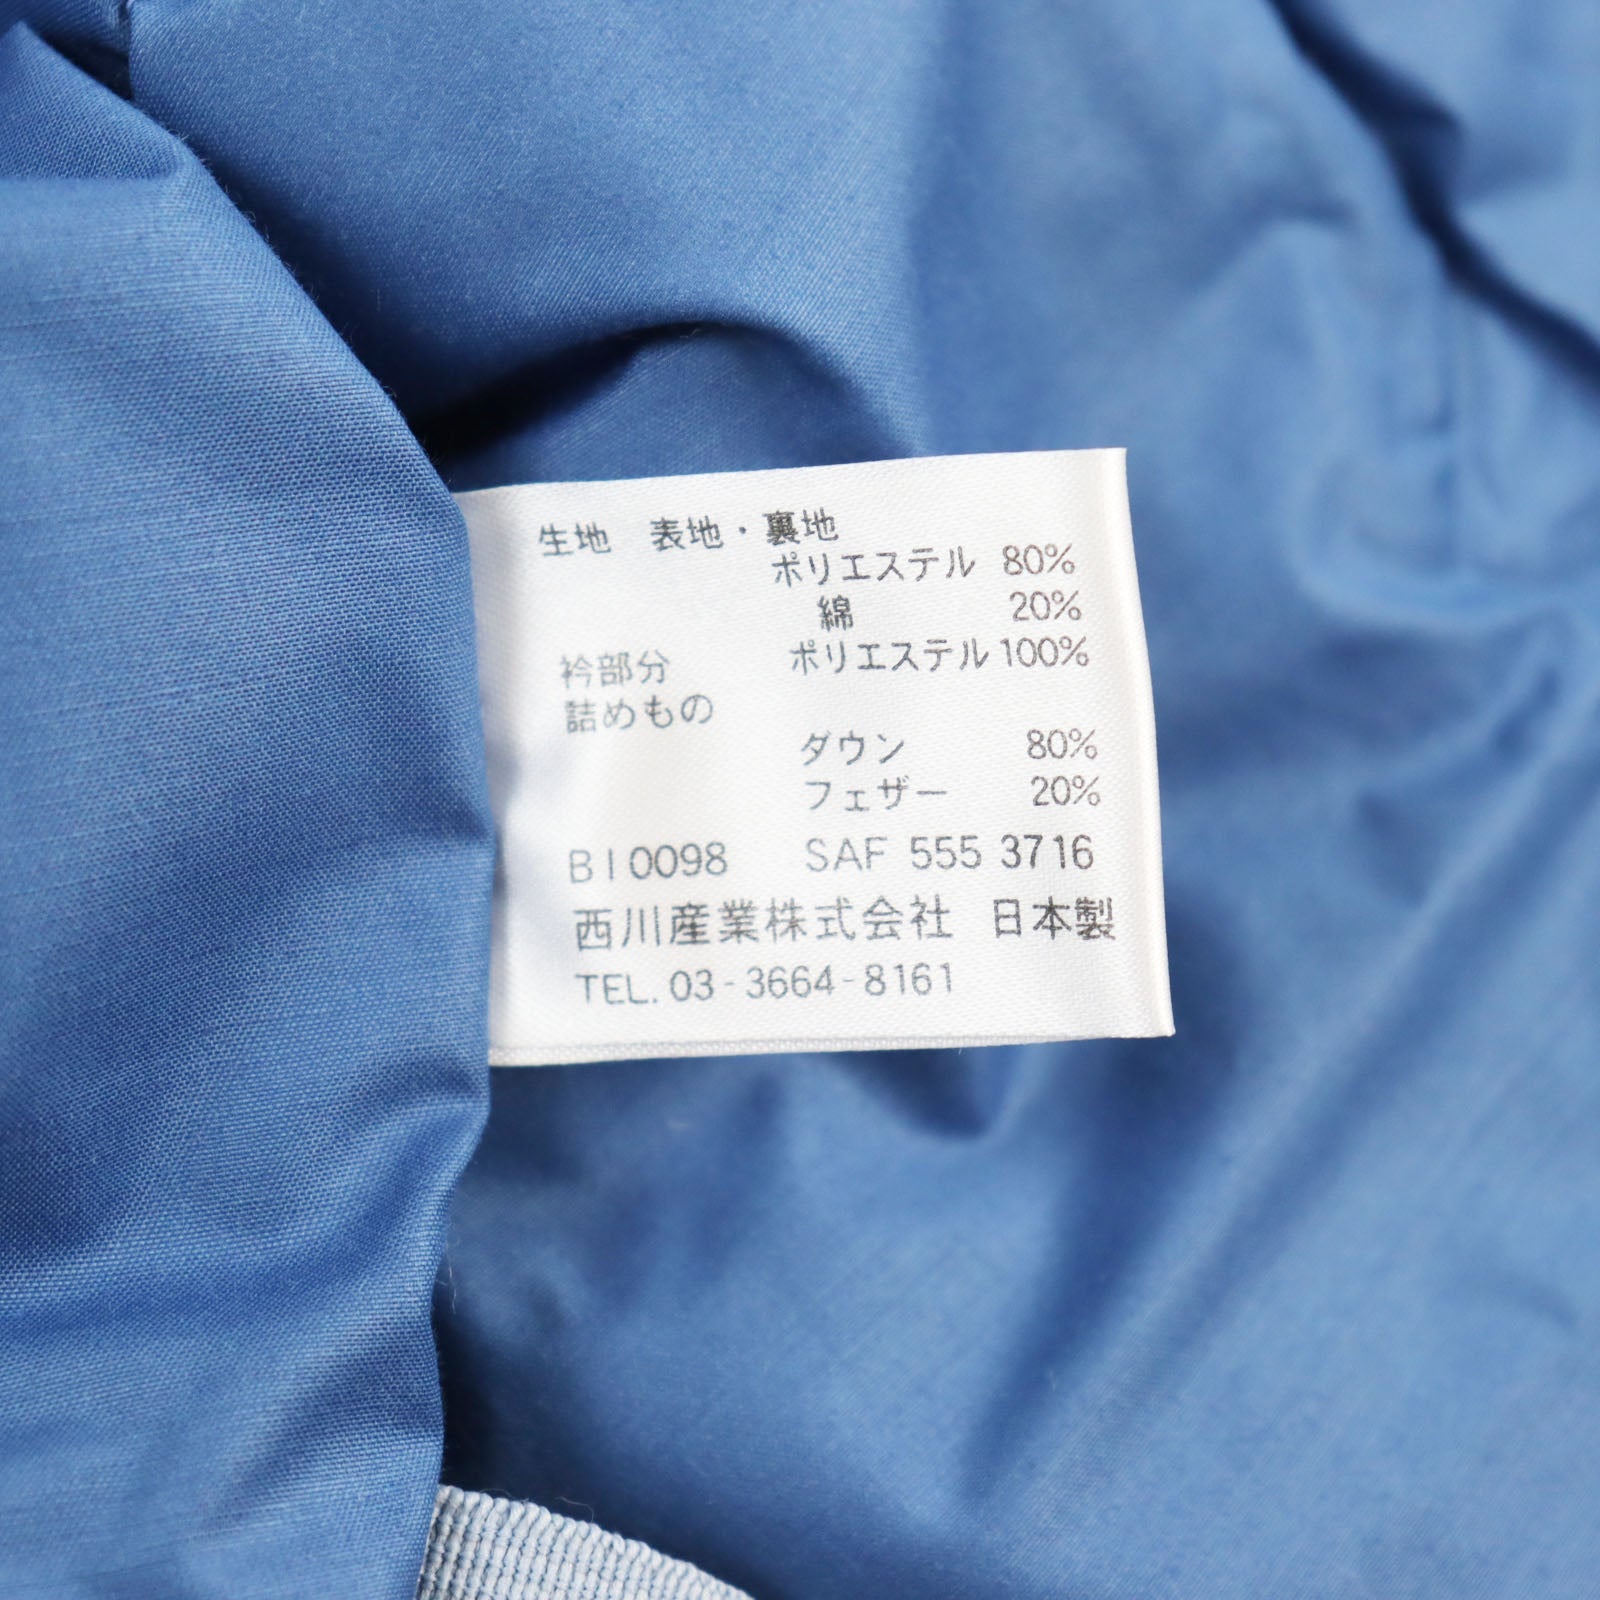 生地 表地・裏地
ポリエステル 80%
綿 20%
衿部分 ポリエステル 100%
詰めもの
ダウン 80%
フェザー 20%
BI0098 SAF 555 3716
西川産業株式会社 日本製
TEL. 03-3664-8161